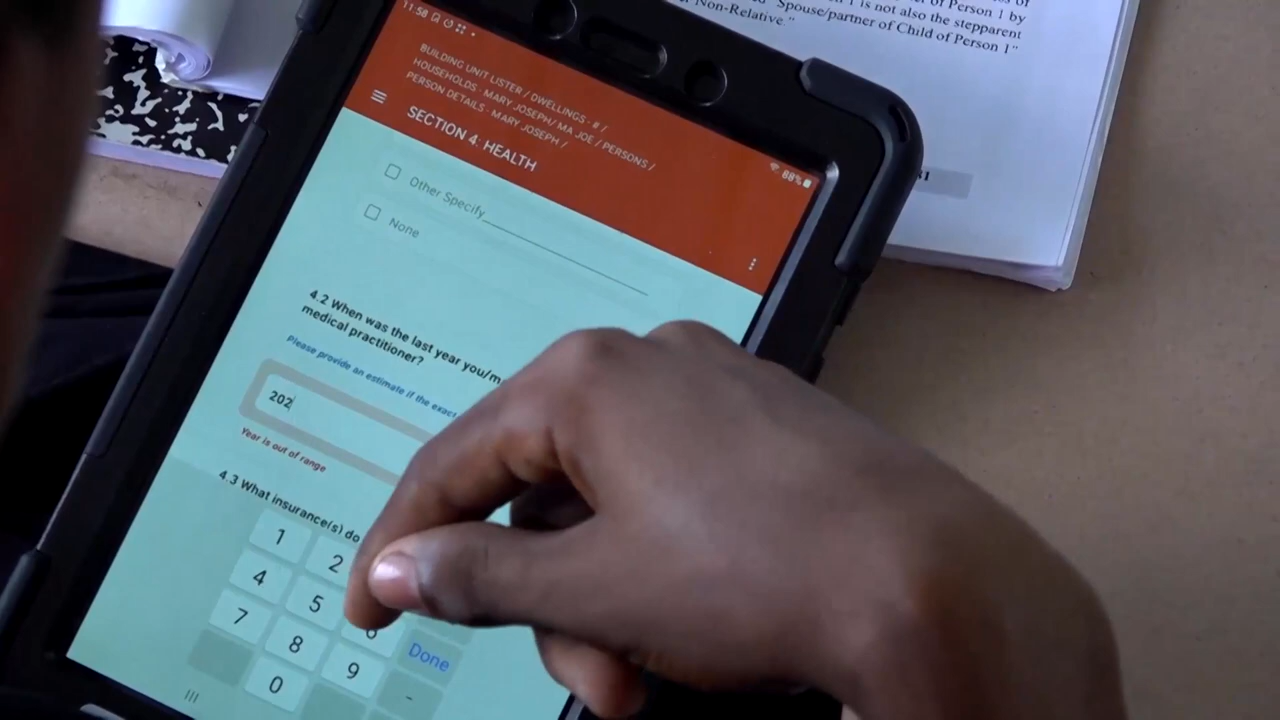 of Person 1 by
1 is not also the stepparent
Non-Relative." "Spouse/partner of Child of Person 1"
31
11:58
88%
BUILDING UNIT LISTER / DWELLINGS - # /
HOUSEHOLDS - MARY JOSEPH/ MA JOE / PERSONS /
PERSON DETAILS - MARY JOSEPH /
SECTION 4: HEALTH
Other Specify
None
4.2 When was the last year you/m
medical practitioner?
Please provide an estimate if the exact
202
Year is out of range
4.3 What insurance(s) do
1
2
4
5
6
7
8
9
Done
0
-